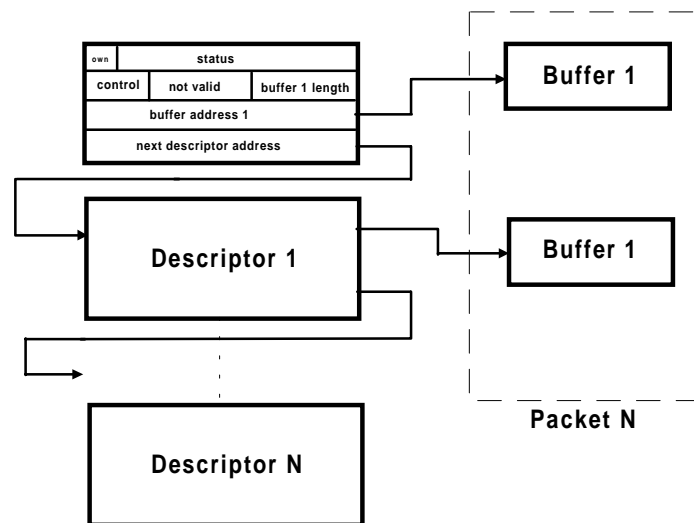 own status
control not valid buffer 1 length
buffer address 1
next descriptor address
Buffer 1
Descriptor 1
Buffer 1
Packet N
Descriptor N